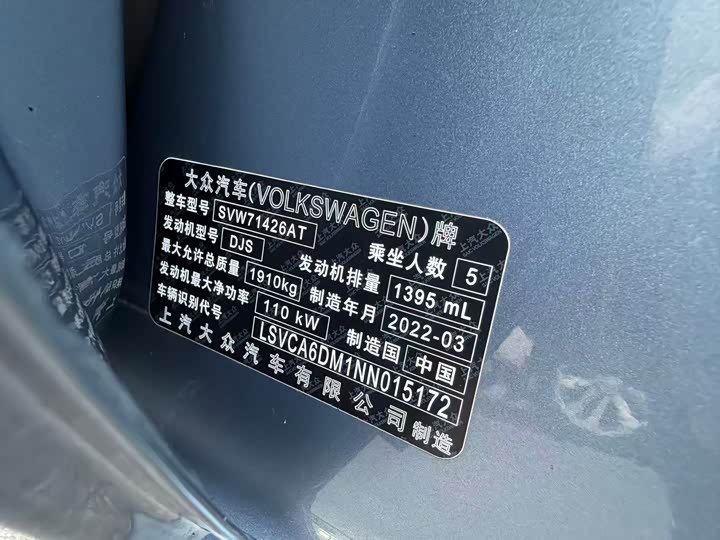 大众汽车(VOLKSWAGEN)牌
整车型号 SVW71426AT 乘坐人数 5
发动机型号 DJS 发动机排量 1395 mL
最大允许总质量 1910kg 制造年月 2022-03
发动机最大净功率 110 kW 制造国 中国
车辆识别代号 LSVCA6DM1NN015172
上汽大众汽车有限公司 制造